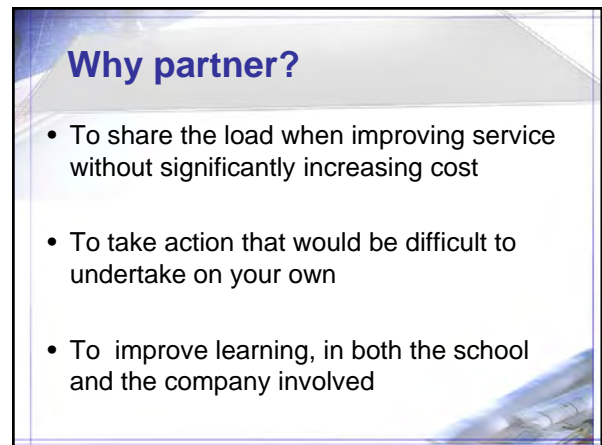 Why partner?
• To share the load when improving service
without significantly increasing cost
• To take action that would be difficult to
undertake on your own
• To  improve learning, in both the school
and the company involved